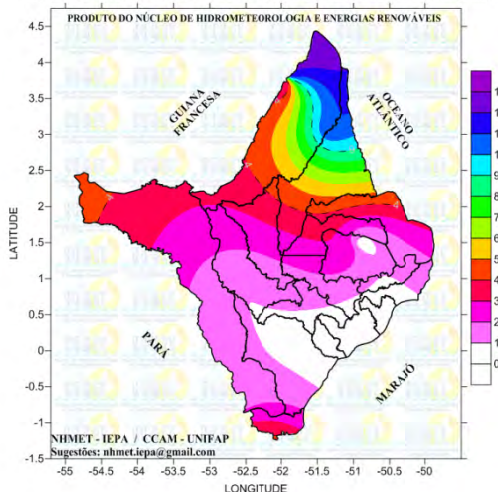 PRODUTO DO NÚCLEO DE HIDROMETEOROLOGIA E ENERGIAS RENOVÁVEIS
4.5
4
3.5
3
2.5
2
1.5
1
0.5
0
-0.5
-1
-1.5
LATITUDE
GUIANA
FRANCESA
OCEANO
ATLÂNTICO
PARÁ
MARAJÓ
NHMET - IEPA / CCAM - UNIFAP
Sugestões: nhmet.iepa@gmail.com
-55 -54.5 -54 -53.5 -53 -52.5 -52 -51.5 -51 -50.5 -50
LONGITUDE